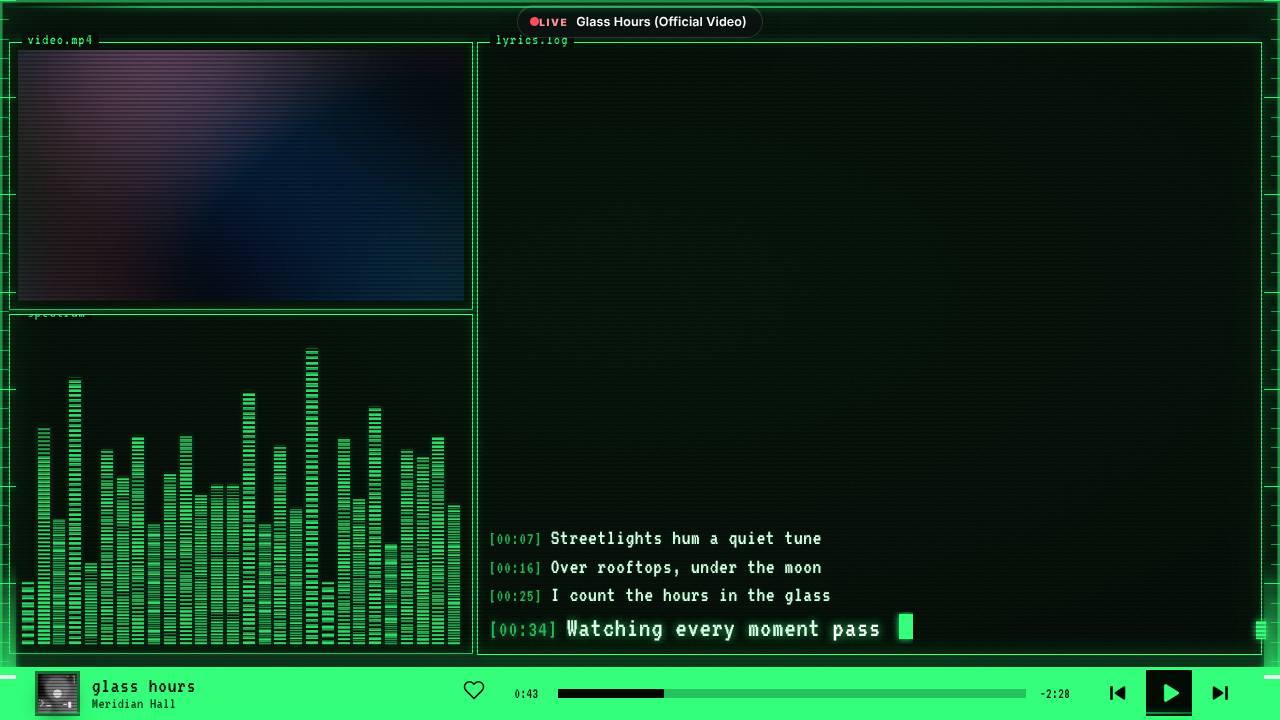 LIVE Glass Hours (Official Video)
video.mp4
lyrics.log
spectrum
[00:07] Streetlights hum a quiet tune
[00:16] Over rooftops, under the moon
[00:25] I count the hours in the glass
[00:34] Watching every moment pass
glass hours
Meridian Hall
0:43
-2:28